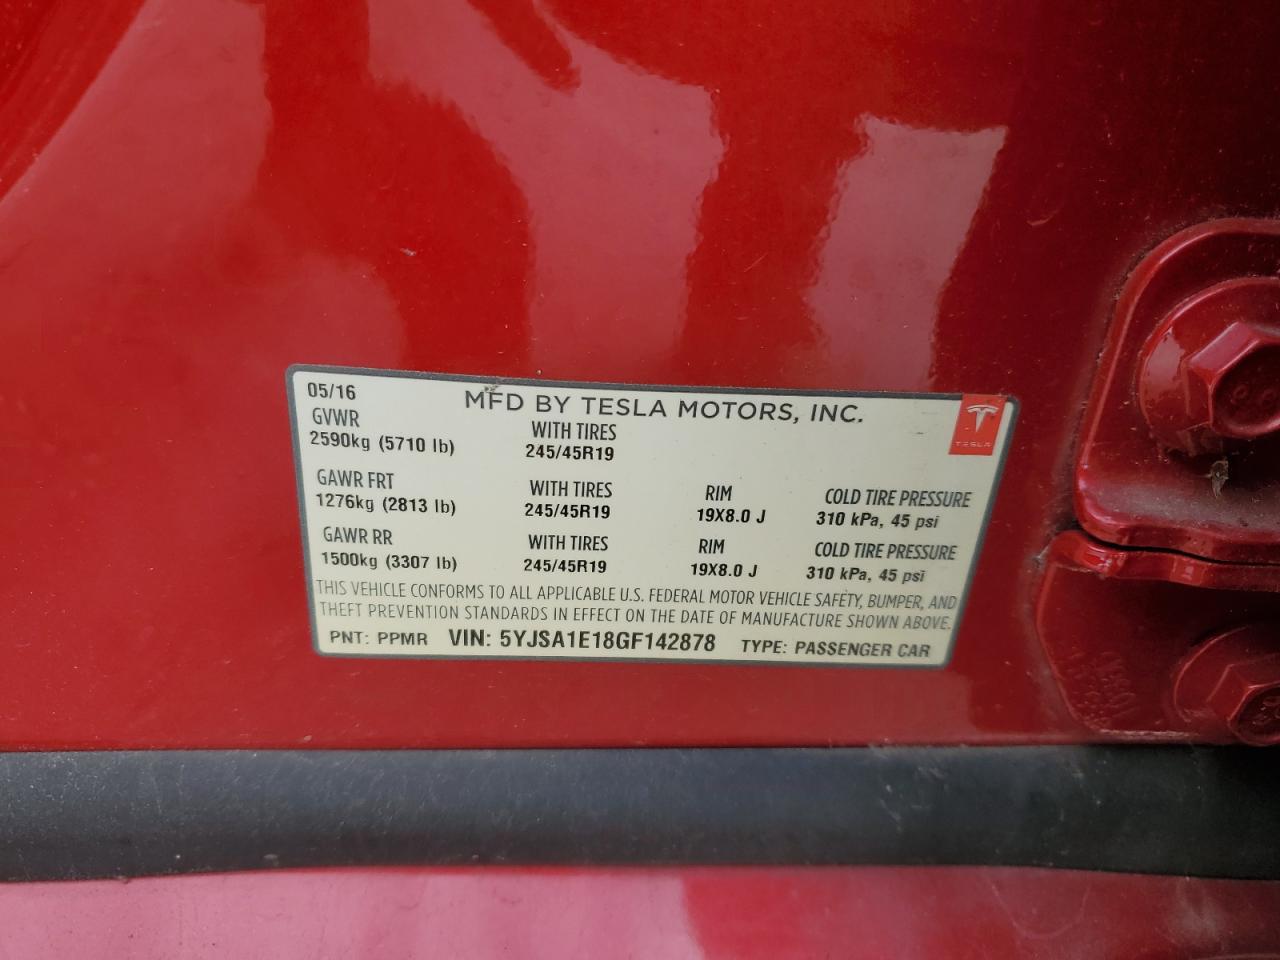 05/16 MFD BY TESLA MOTORS, INC.
GVWR WITH TIRES TESLA
2590kg (5710 lb) 245/45R19
GAWR FRT WITH TIRES RIM COLD TIRE PRESSURE
1276kg (2813 lb) 245/45R19 19X8.0 J 310 kPa, 45 psi
GAWR RR WITH TIRES RIM COLD TIRE PRESSURE
1500kg (3307 lb) 245/45R19 19X8.0 J 310 kPa, 45 psi
THIS VEHICLE CONFORMS TO ALL APPLICABLE U.S. FEDERAL MOTOR VEHICLE SAFETY, BUMPER, AND
THEFT PREVENTION STANDARDS IN EFFECT ON THE DATE OF MANUFACTURE SHOWN ABOVE.
PNT: PPMR VIN: 5YJSA1E18GF142878 TYPE: PASSENGER CAR